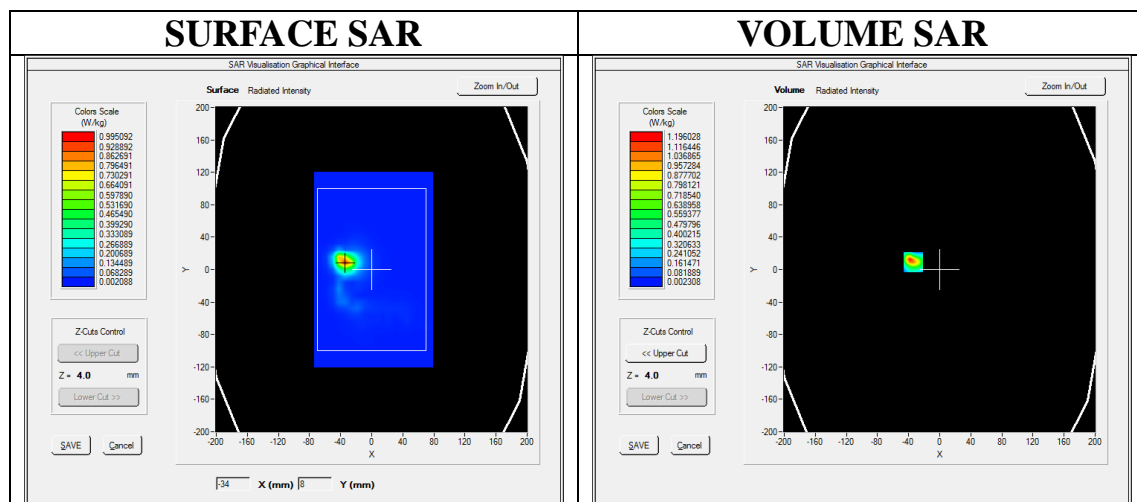 SURFACE SAR
VOLUME SAR
SAR Visualisation Graphical Interface
Surface Radiated Intensity
Zoom In/Out
Colors Scale
(W/kg)
0.995092
0.928892
0.862691
0.796491
0.730291
0.664091
0.597890
0.531690
0.465490
0.399290
0.333089
0.266889
0.200689
0.134489
0.068289
0.002088
Z-Cuts Control
<< Upper Cut
Z = 4.0 mm
Lower Cut >>
SAVE Cancel
200
160
120
80
40
0
-40
-80
-120
-160
-200
Y
-200 -160 -120 -80 -40 0 40 80 120 160 200
X
-34 X (mm) 8 Y (mm)
SAR Visualisation Graphical Interface
Volume Radiated Intensity
Zoom In/Out
Colors Scale
(W/kg)
1.196028
1.116446
1.036865
0.957284
0.877702
0.798121
0.718540
0.638958
0.559377
0.479796
0.400215
0.320633
0.241052
0.161471
0.081889
0.002308
Z-Cuts Control
<< Upper Cut
Z = 4.0 mm
Lower Cut >>
SAVE Cancel
200
160
120
80
40
0
-40
-80
-120
-160
-200
Y
-200 -160 -120 -80 -40 0 40 80 120 160 200
X